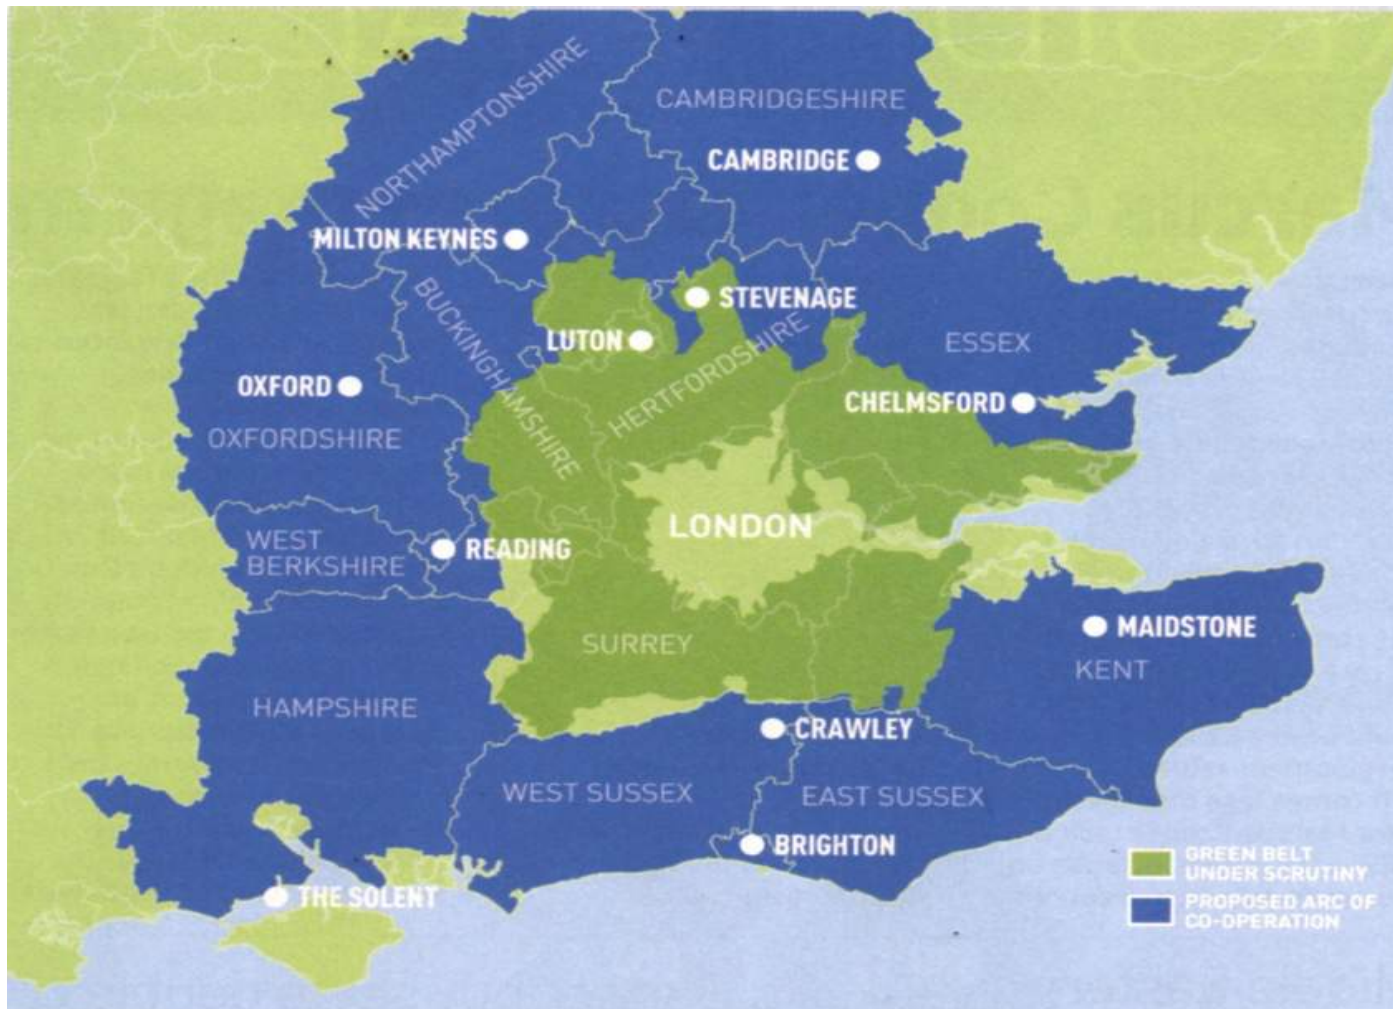 NORTHAMPTONSHIRE
CAMBRIDGESHIRE
CAMBRIDGE
MILTON KEYNES
BUCKINGHAMSHIRE
STEVENAGE
LUTON
HERTFORDSHIRE
ESSEX
OXFORD
CHELMSFORD
OXFORDSHIRE
LONDON
WEST
BERKSHIRE
READING
SURREY
MAIDSTONE
KENT
HAMPSHIRE
CRAWLEY
WEST SUSSEX
EAST SUSSEX
BRIGHTON
THE SOLENT
GREEN BELT
UNDER SCRUTINY
PROPOSED ARC OF
CO-OPERATION